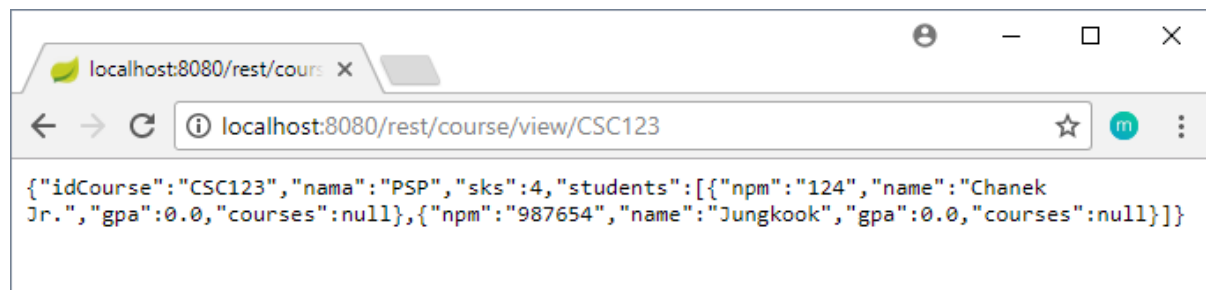 localhost:8080/rest/cours
localhost:8080/rest/course/view/CSC123
m
{"idCourse":"CSC123","nama":"PSP","sks":4,"students":[{"npm":"124","name":"Chanek
Jr.","gpa":0.0,"courses":null},{"npm":"987654","name":"Jungkook","gpa":0.0,"courses":null}]}